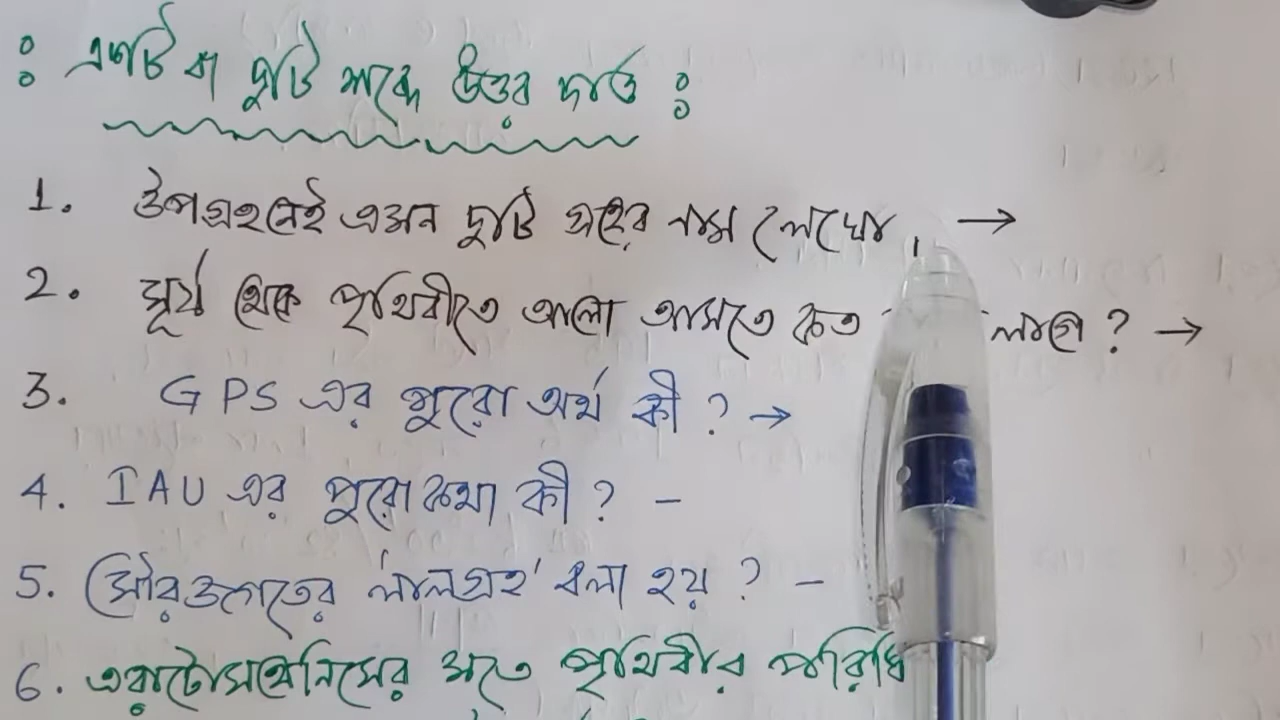 : একটি বা দুটি শব্দে উত্তর দাও :
1. উপগ্রহনেই এমন দুটি গ্রহের নাম লেখো, →
2. সূর্য থেকে পৃথিবীতে আলো আসতে কত লাগে ? →
3. GPS এর পুরো অর্থ কী ? →
4. IAU এর পুরো কথা কী ? –
5. সৌরজগতের 'লালগ্রহ' বলা হয় ? –
6. এরাটোসথেনিসের মতে পৃথিবীর পরিধি